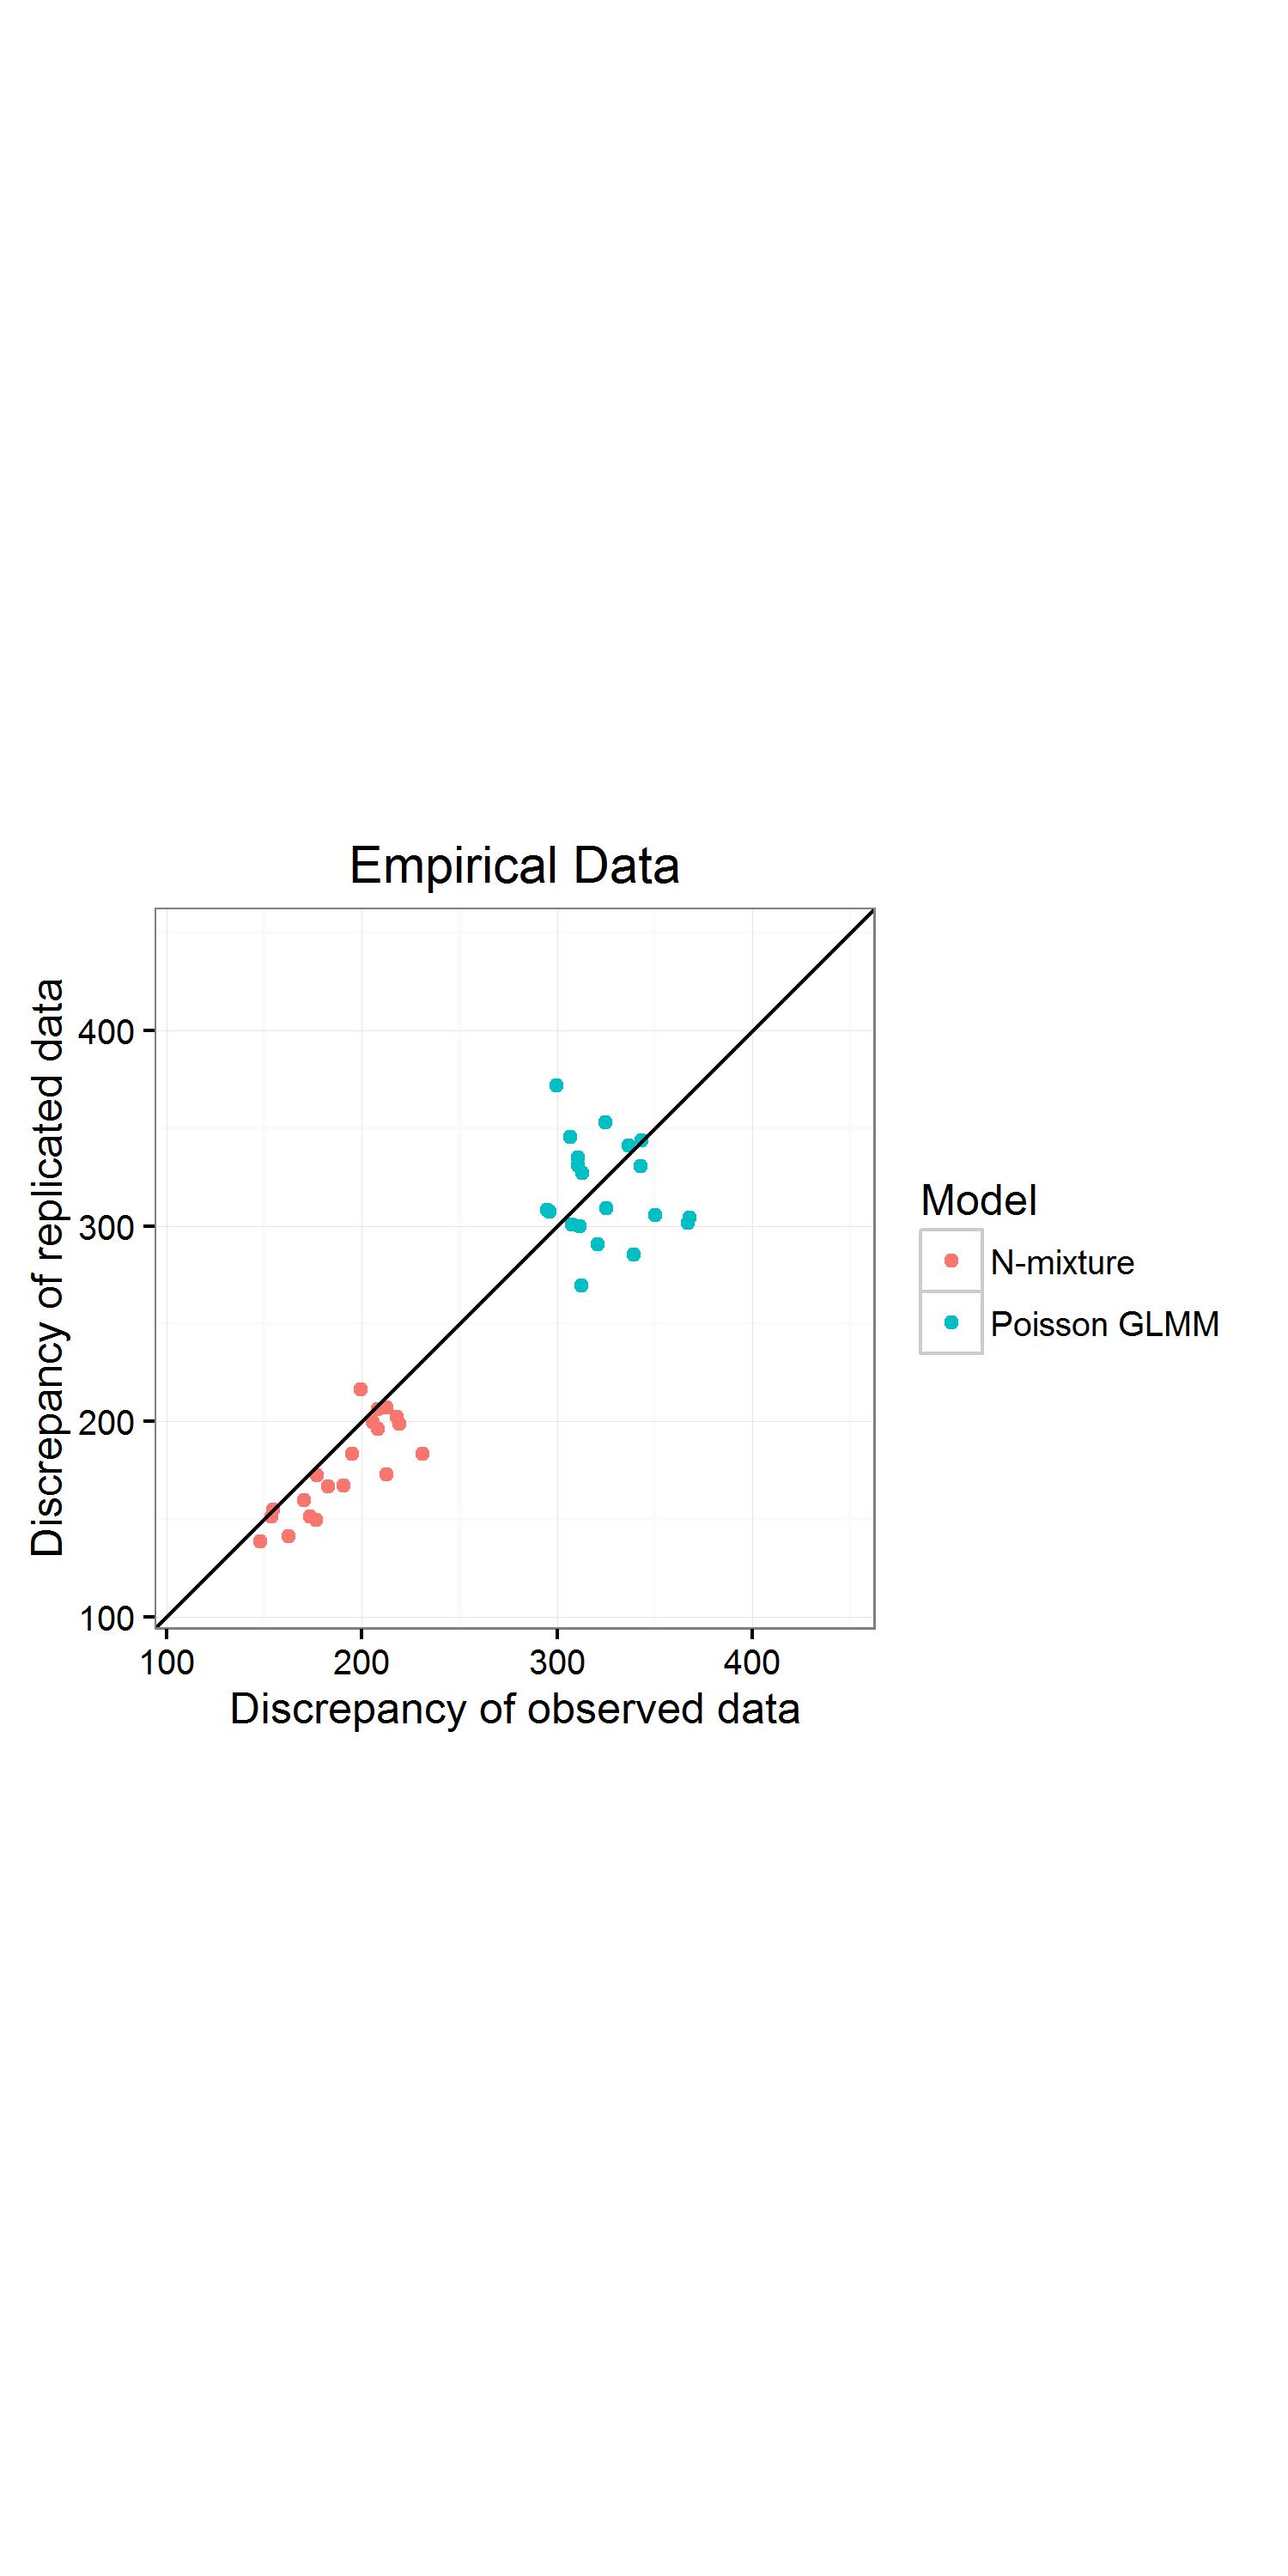 Empirical Data
Discrepancy of replicated data
400
300
200
100
100 200 300 400
Discrepancy of observed data
Model
N-mixture
Poisson GLMM